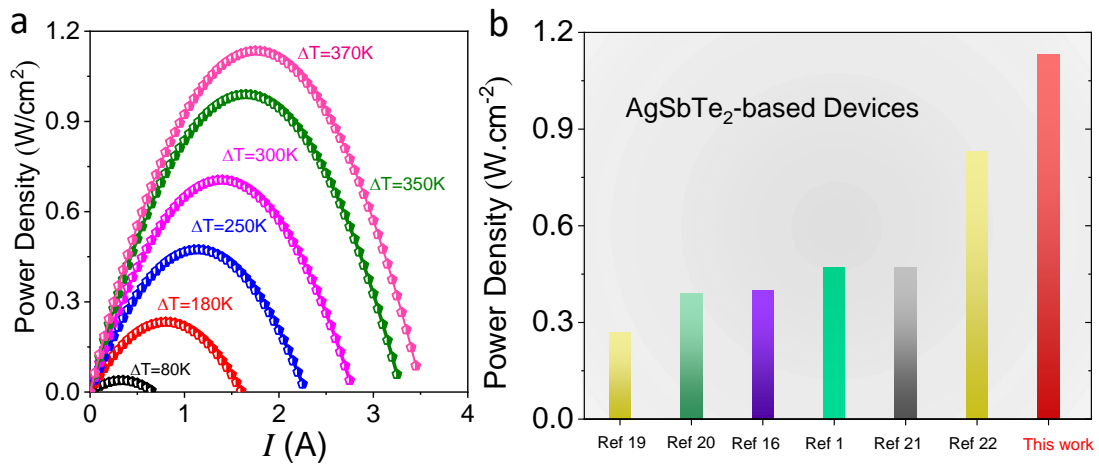 a
Power Density (W/cm²)
1.2
0.9
0.6
0.3
0.0
ΔT=370K
ΔT=350K
ΔT=300K
ΔT=250K
ΔT=180K
ΔT=80K
0 1 2 3 4
I (A)
b
Power Density (W.cm⁻²)
1.2
0.9
0.6
0.3
0.0
AgSbTe₂-based Devices
Ref 19 Ref 20 Ref 16 Ref 1 Ref 21 Ref 22 This work